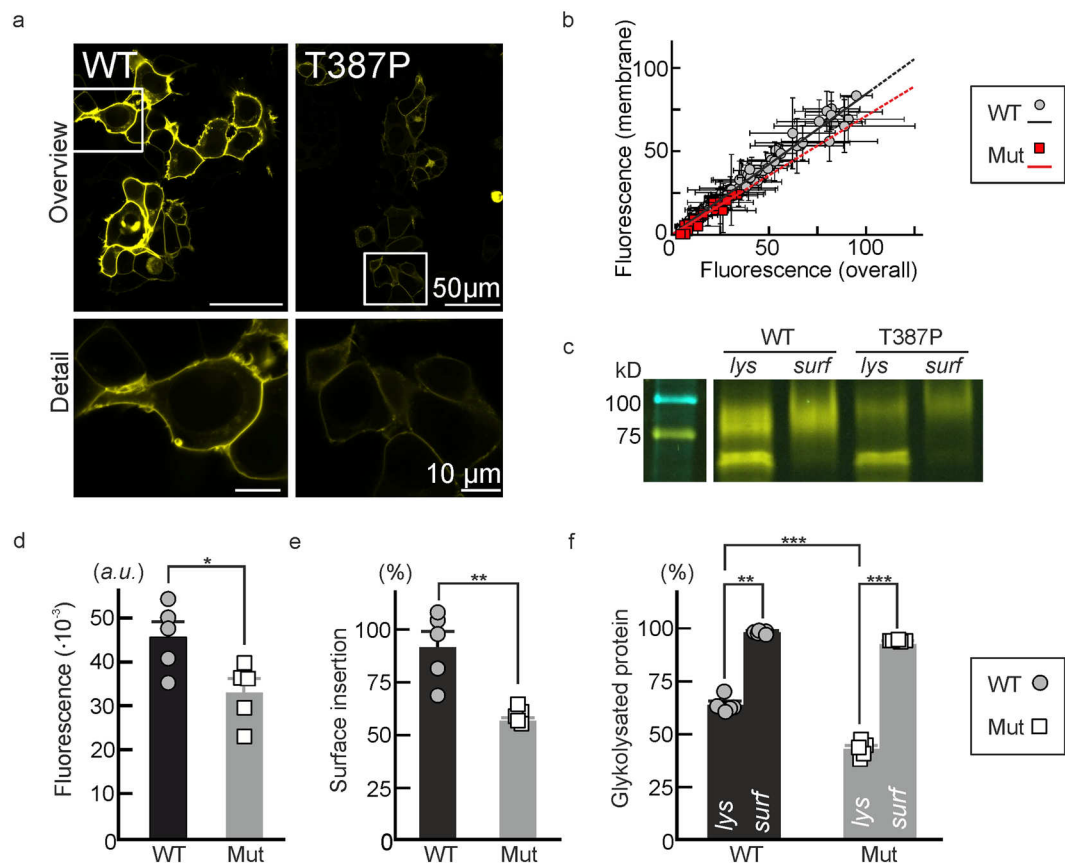 a
WT
T387P
Overview
50µm
Detail
10 µm
b
Fluorescence (membrane)
100
50
0
50
100
Fluorescence (overall)
WT
Mut
c
WT
T387P
kD
lys
surf
lys
surf
100
75
d
(a.u.)
*
Fluorescence (·10⁻³)
50
40
30
20
10
0
WT
Mut
e
(%)
**
Surface insertion
100
75
50
25
0
WT
Mut
f
(%)
***
**
***
Glykolysated protein
100
75
50
25
0
lys
surf
lys
surf
WT
Mut
WT
Mut